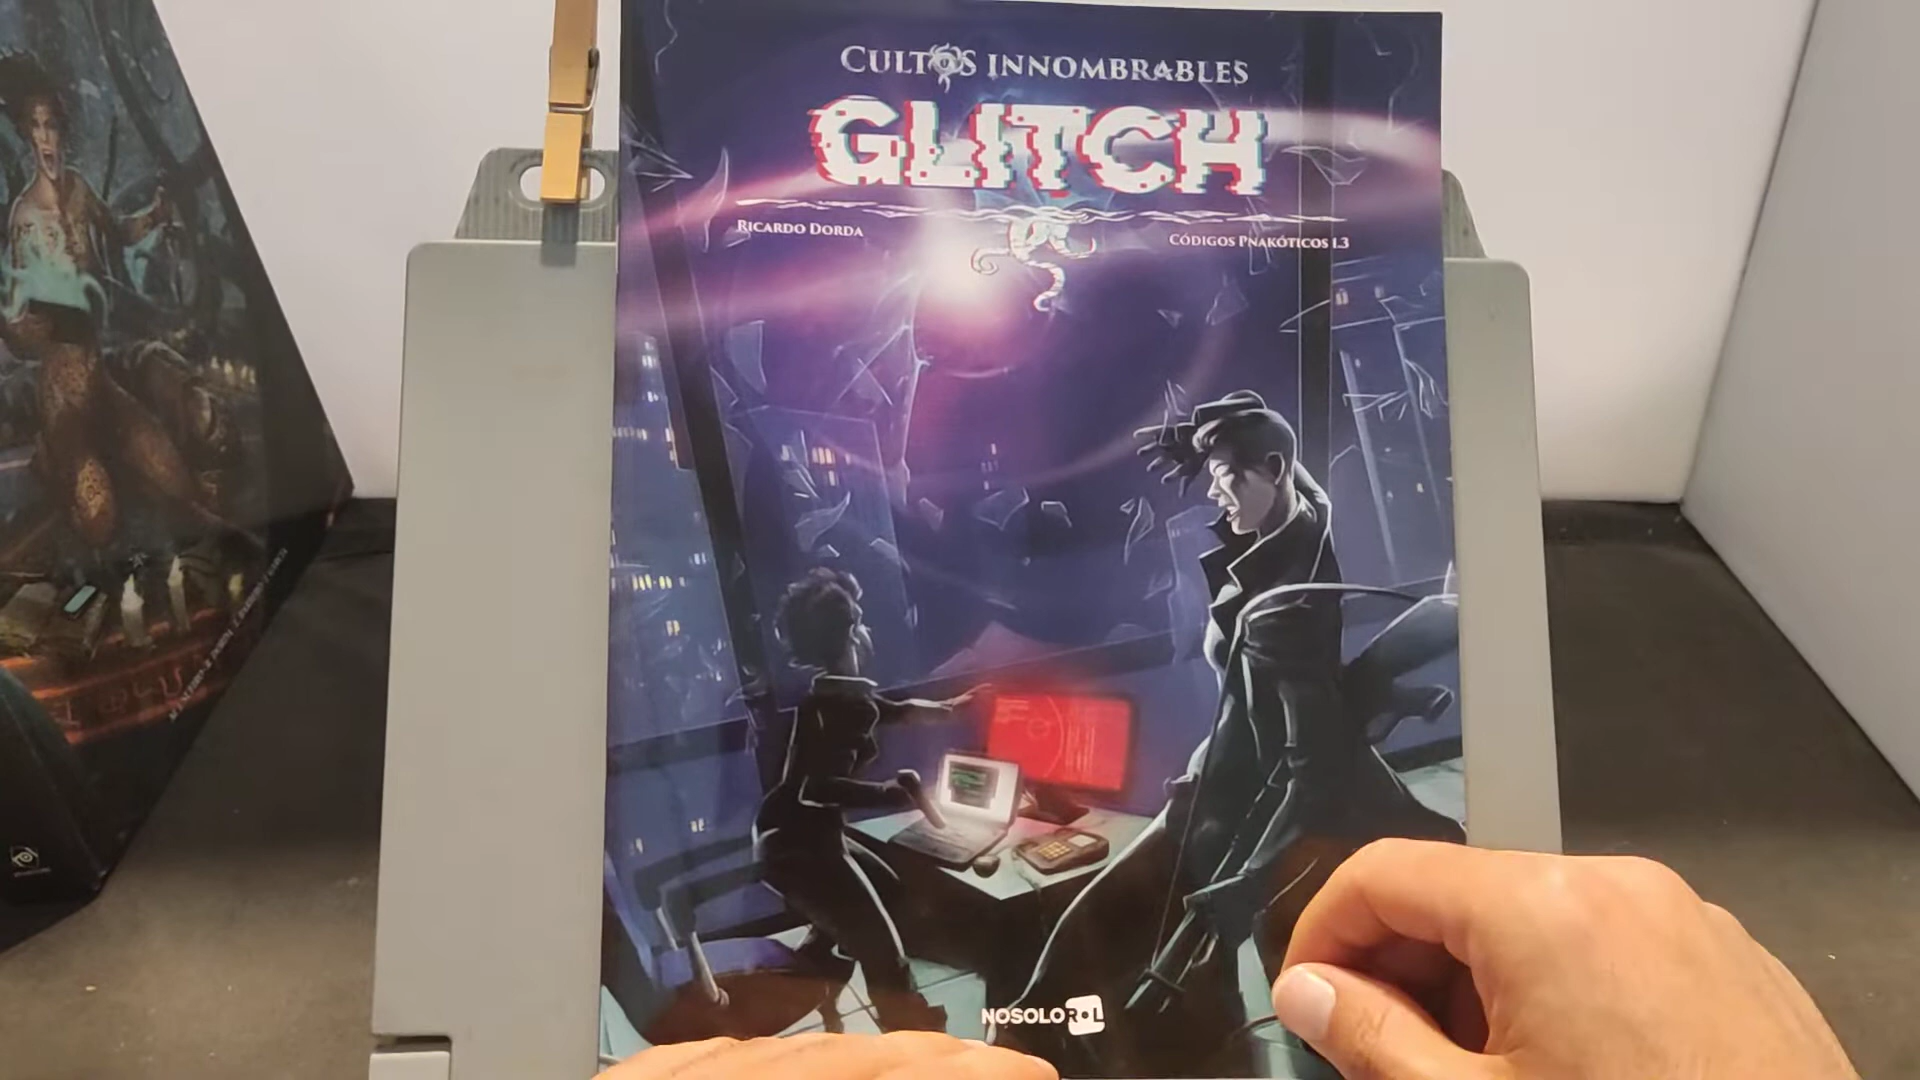 CULTOS INNOMBRABLES
GLITCH
RICARDO DORDA
CÓDIGOS PNAKÓTICOS 1.3
NOSOLOROL